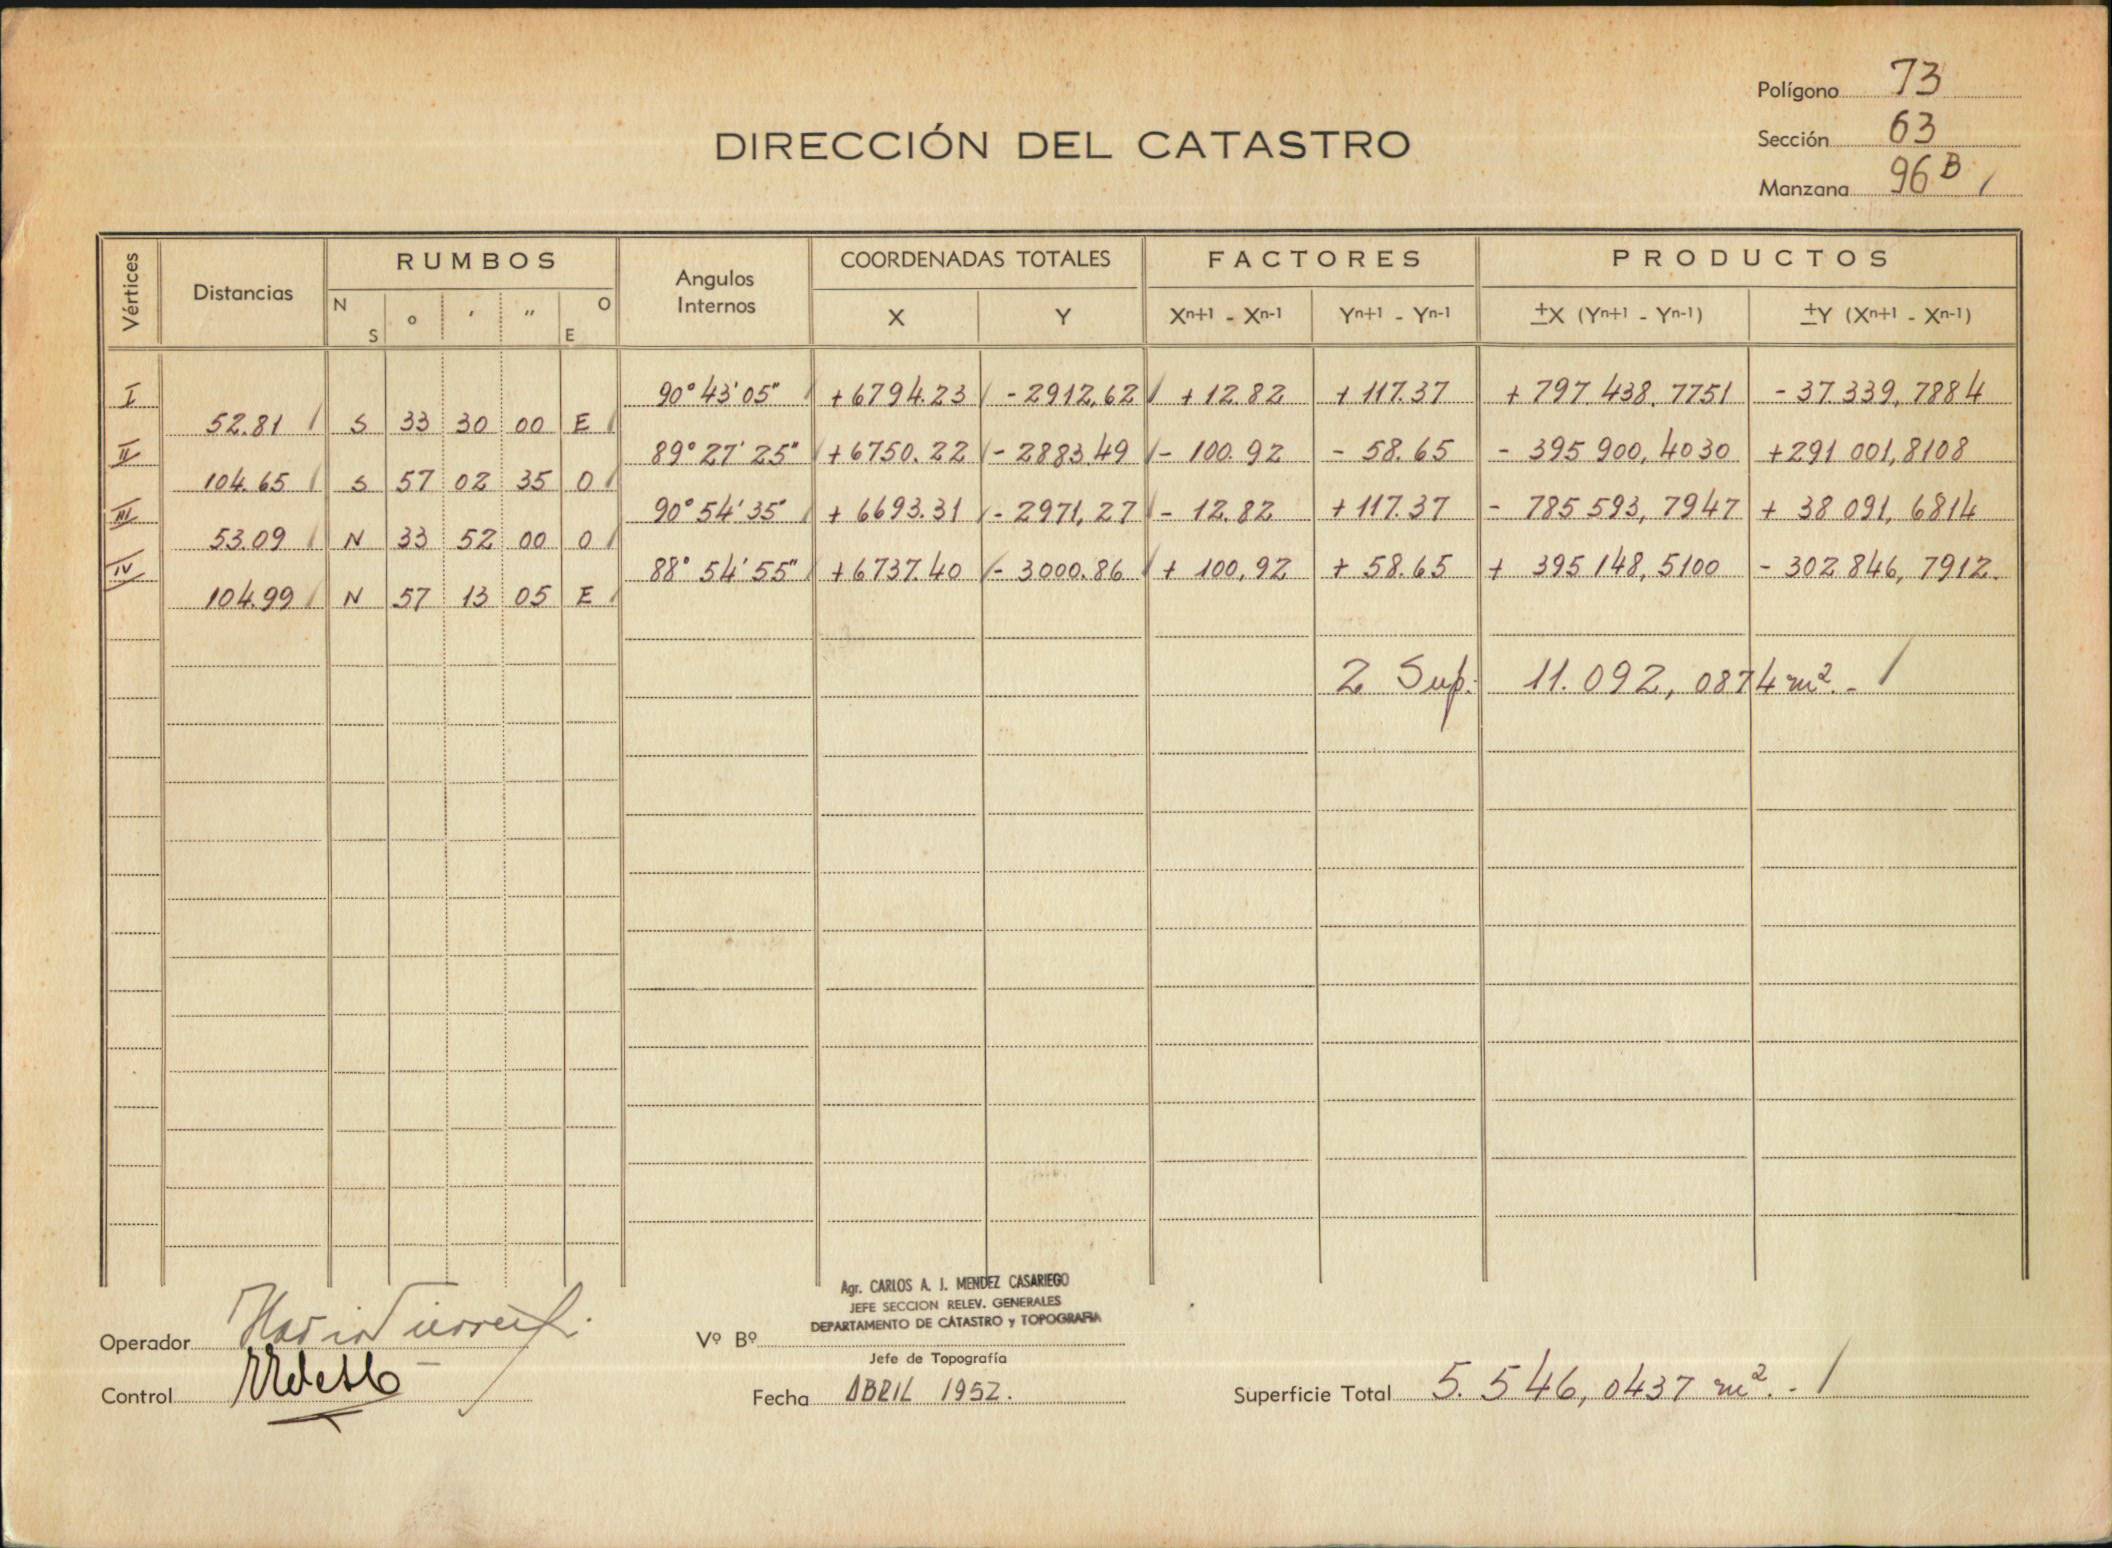 Polígono 73
DIRECCIÓN DEL CATASTRO
Sección 63
Manzana 96 B /
Vértices Distancias RUMBOS Angulos Internos COORDENADAS TOTALES FACTORES PRODUCTOS
N S o ′ ″ O E X Y Xn+1 - Xn-1 Yn+1 - Yn-1 ±X (Yn+1 - Yn-1) ±Y (Xn+1 - Xn-1)
I 90° 43' 05" / +6794.23 / -2912,62 / +12.82 +117.37 +797 438,7751 -37 339,7884
52.81 / S 33 30 00 E /
II 89° 27' 25" / +6750.22 / -2883.49 / -100.92 -58.65 -395 900,4030 +291 001,8108
104.65 / S 57 02 35 O /
III 90° 54' 35" / +6693.31 / -2971,27 / -12.82 +117.37 -785 593,7947 +38 091,6814
53.09 / N 33 52 00 O /
IV 88° 54' 55" / +6737.40 / -3000.86 / +100,92 +58.65 +395 148,5100 -302 846,7912.
104.99 / N 57 13 05 E /
2 Sup. 11.092,0874 m². - /
Agr. CARLOS A. J. MENDEZ CASARIEGO
JEFE SECCION RELEV. GENERALES
DEPARTAMENTO DE CATASTRO y TOPOGRAFIA
Operador
Vº Bº
Jefe de Topografía
Control
Fecha ABRIL 1952.
Superficie Total 5.546,0437 m². - /